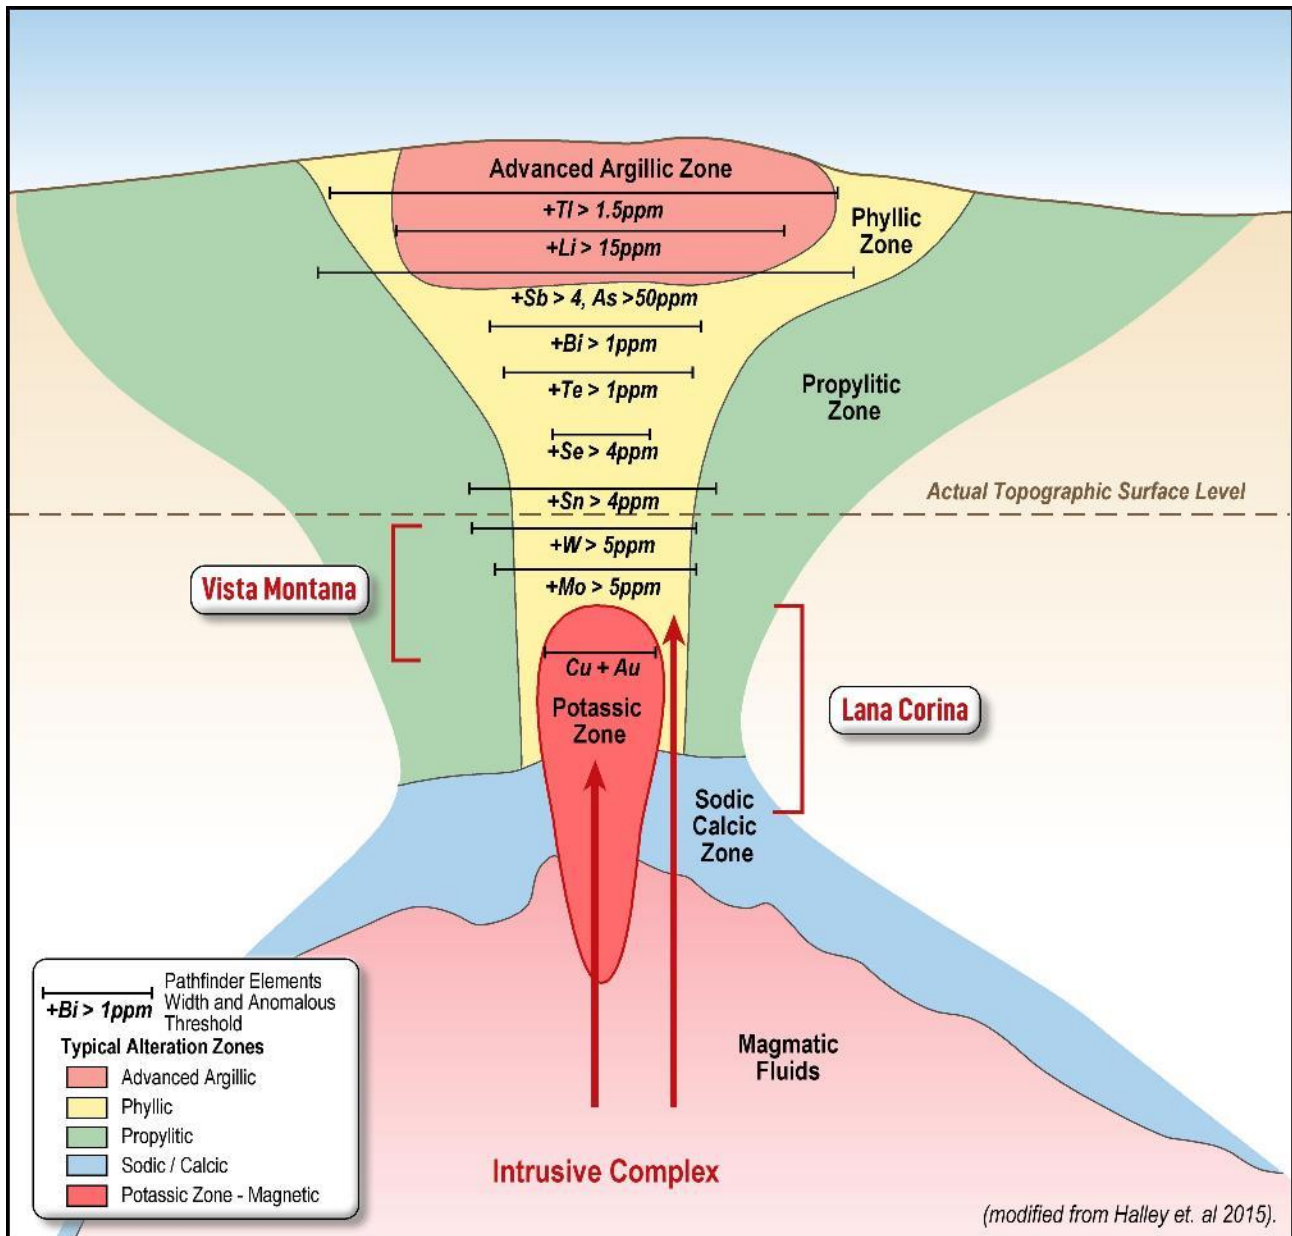 Advanced Argillic Zone
+Tl > 1.5ppm
+Li > 15ppm
Phyllic
Zone
+Sb > 4, As >50ppm
+Bi > 1ppm
+Te > 1ppm
Propylitic
Zone
+Se > 4ppm
Actual Topographic Surface Level
+Sn > 4ppm
+W > 5ppm
Vista Montana
+Mo > 5ppm
Cu + Au
Potassic
Zone
Lana Corina
Sodic
Calcic
Zone
Magmatic
Fluids
Intrusive Complex
+Bi > 1ppm
Pathfinder Elements
Width and Anomalous
Threshold
Typical Alteration Zones
Advanced Argillic
Phyllic
Propylitic
Sodic / Calcic
Potassic Zone - Magnetic
(modified from Halley et. al 2015).